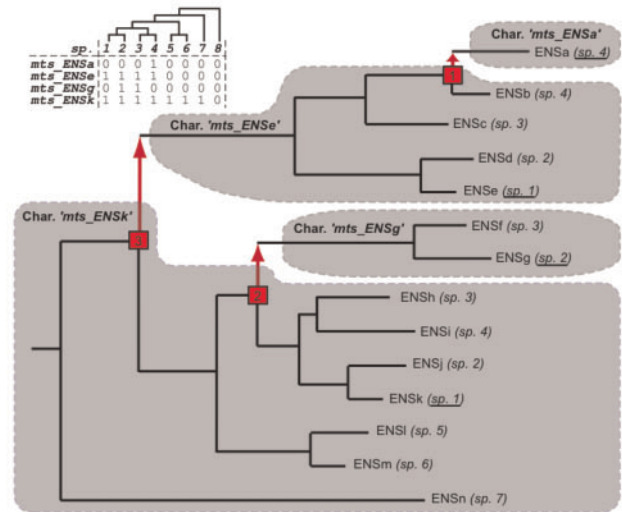 sp. 1 2 3 4 5 6 7 8
mts_ENSa 0 0 0 1 0 0 0 0
mts_ENSe 1 1 1 1 0 0 0 0
mts_ENSg 0 1 1 0 0 0 0 0
mts_ENSk 1 1 1 1 1 1 1 0
Char. 'mts_ENSa'
ENSa (sp. 4)
1
ENSb (sp. 4)
Char. 'mts_ENSe'
ENSc (sp. 3)
ENSd (sp. 2)
ENSe (sp. 1)
Char. 'mts_ENSk'
Char. 'mts_ENSg'
ENSf (sp. 3)
3
ENSg (sp. 2)
2
ENSh (sp. 3)
ENSi (sp. 4)
ENSj (sp. 2)
ENSk (sp. 1)
ENSl (sp. 5)
ENSm (sp. 6)
ENSn (sp. 7)